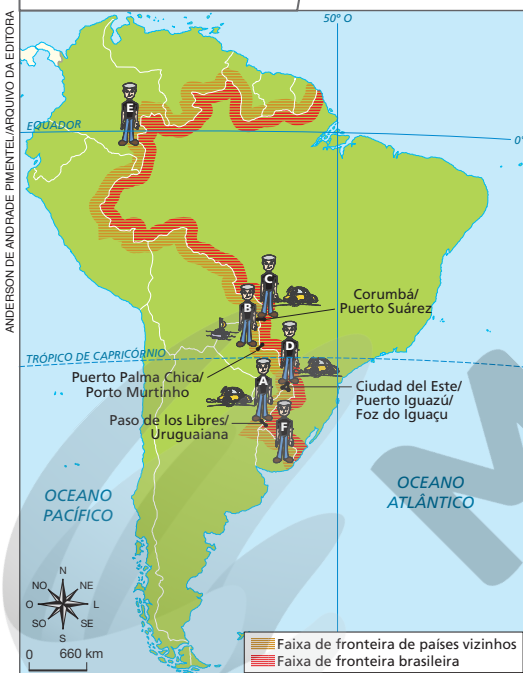 ANDERSON DE ANDRADE PIMENTEL/ARQUIVO DA EDITORA
50° O
E
EQUADOR
0°
C
B
Corumbá/
Puerto Suárez
D
TRÓPICO DE CAPRICÓRNIO
A
Puerto Palma Chica/
Porto Murtinho
Ciudad del Este/
Puerto Iguazú/
Foz do Iguaçu
Paso de los Libres/
Uruguaiana
F
OCEANO
PACÍFICO
OCEANO
ATLÂNTICO
N
NO
NE
O
L
SO
SE
S
0
660 km
Faixa de fronteira de países vizinhos
Faixa de fronteira brasileira